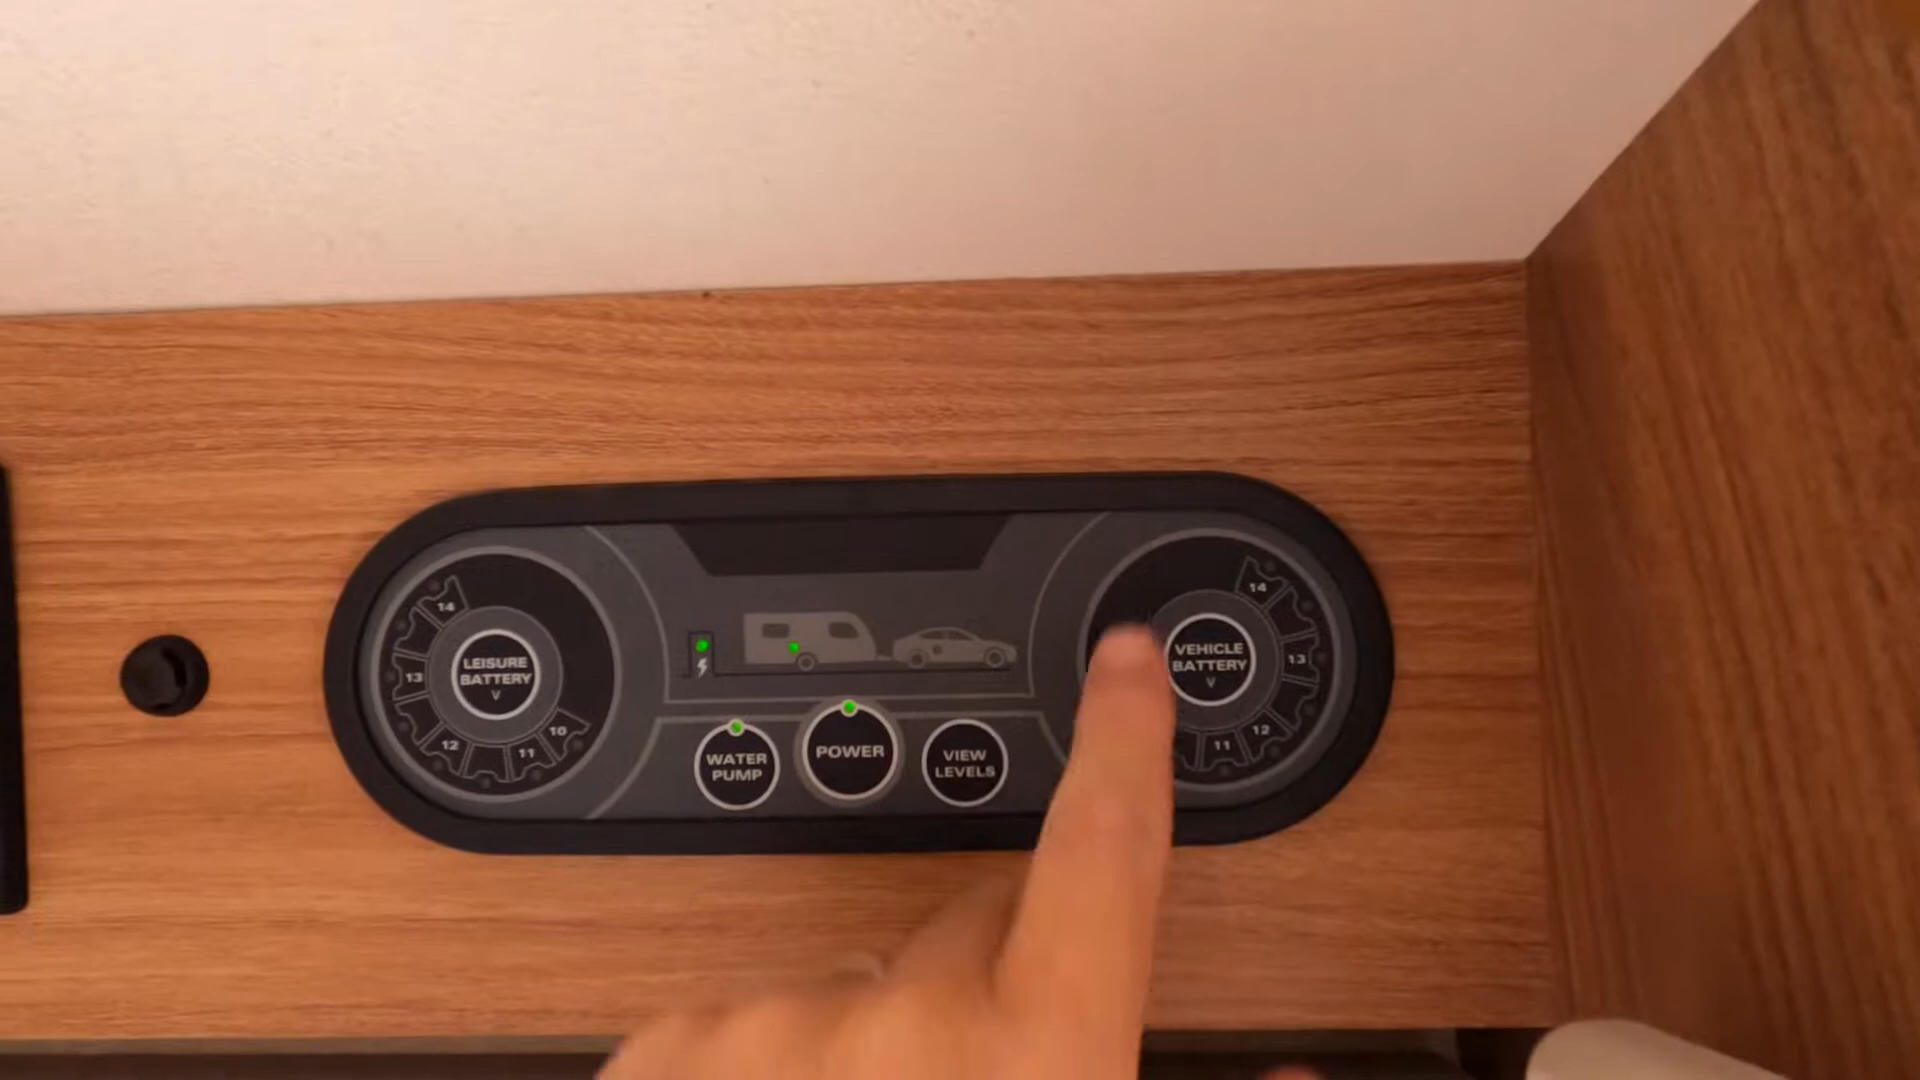 14
13
12
11
10
LEISURE
BATTERY
V
WATER
PUMP
POWER
VIEW
LEVELS
14
13
12
11
VEHICLE
BATTERY
V